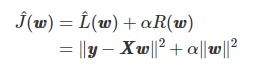 Ĵ(w) = L̂(w) + αR(w)
= ‖y − Xw‖² + α‖w‖²